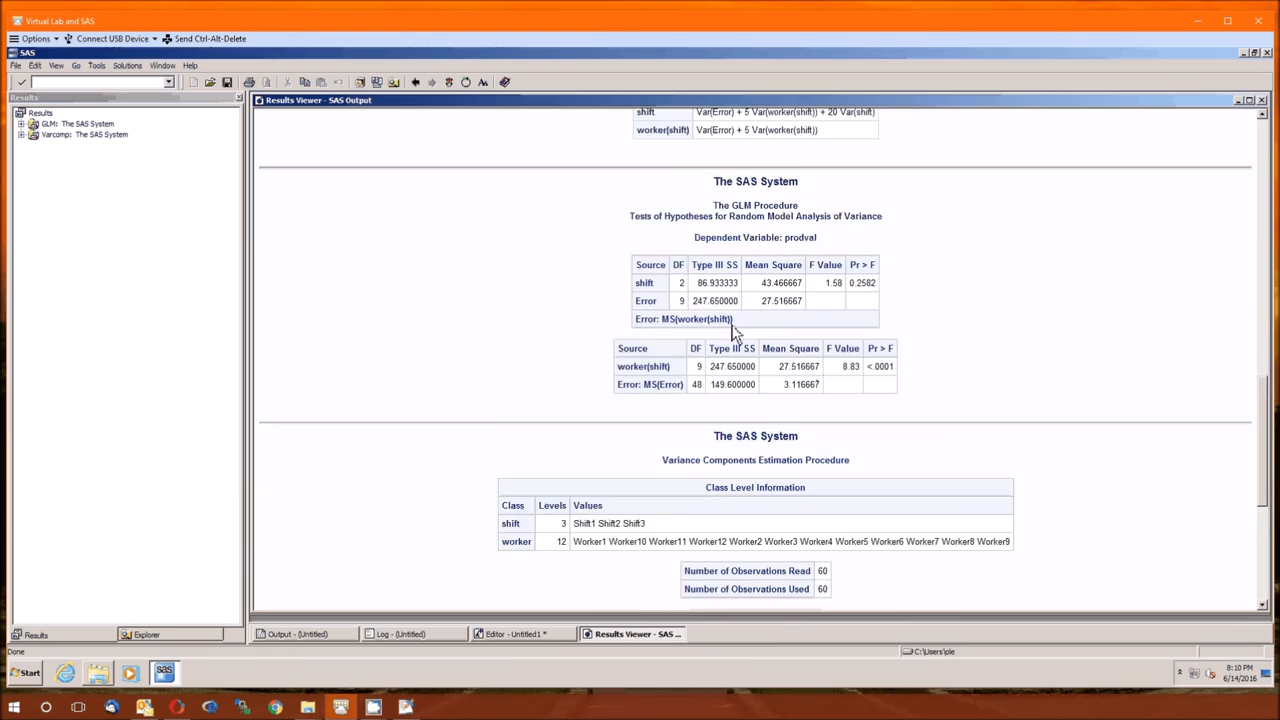 Virtual Lab and SAS
Options Connect USB Device Send Ctrl-Alt-Delete
SAS
File Edit View Go Tools Solutions Window Help
Results
Results Viewer - SAS Output
Results
GLM: The SAS System
Varcomp: The SAS System
shift Var(Error) + 5 Var(worker(shift)) + 20 Var(shift)
worker(shift) Var(Error) + 5 Var(worker(shift))
The SAS System
The GLM Procedure
Tests of Hypotheses for Random Model Analysis of Variance
Dependent Variable: prodval
Source DF Type III SS Mean Square F Value Pr > F
shift 2 86.933333 43.466667 1.58 0.2582
Error 9 247.650000 27.516667
Error: MS(worker(shift))
Source DF Type III SS Mean Square F Value Pr > F
worker(shift) 9 247.650000 27.516667 8.83 <.0001
Error: MS(Error) 48 149.600000 3.116667
The SAS System
Variance Components Estimation Procedure
Class Level Information
Class Levels Values
shift 3 Shift1 Shift2 Shift3
worker 12 Worker1 Worker10 Worker11 Worker12 Worker2 Worker3 Worker4 Worker5 Worker6 Worker7 Worker8 Worker9
Number of Observations Read 60
Number of Observations Used 60
Results Explorer
Output - (Untitled) Log - (Untitled) Editor - Untitled1 * Results Viewer - SAS ...
Done C:\Users\ple
Start sas 8:10 PM
6/14/2016